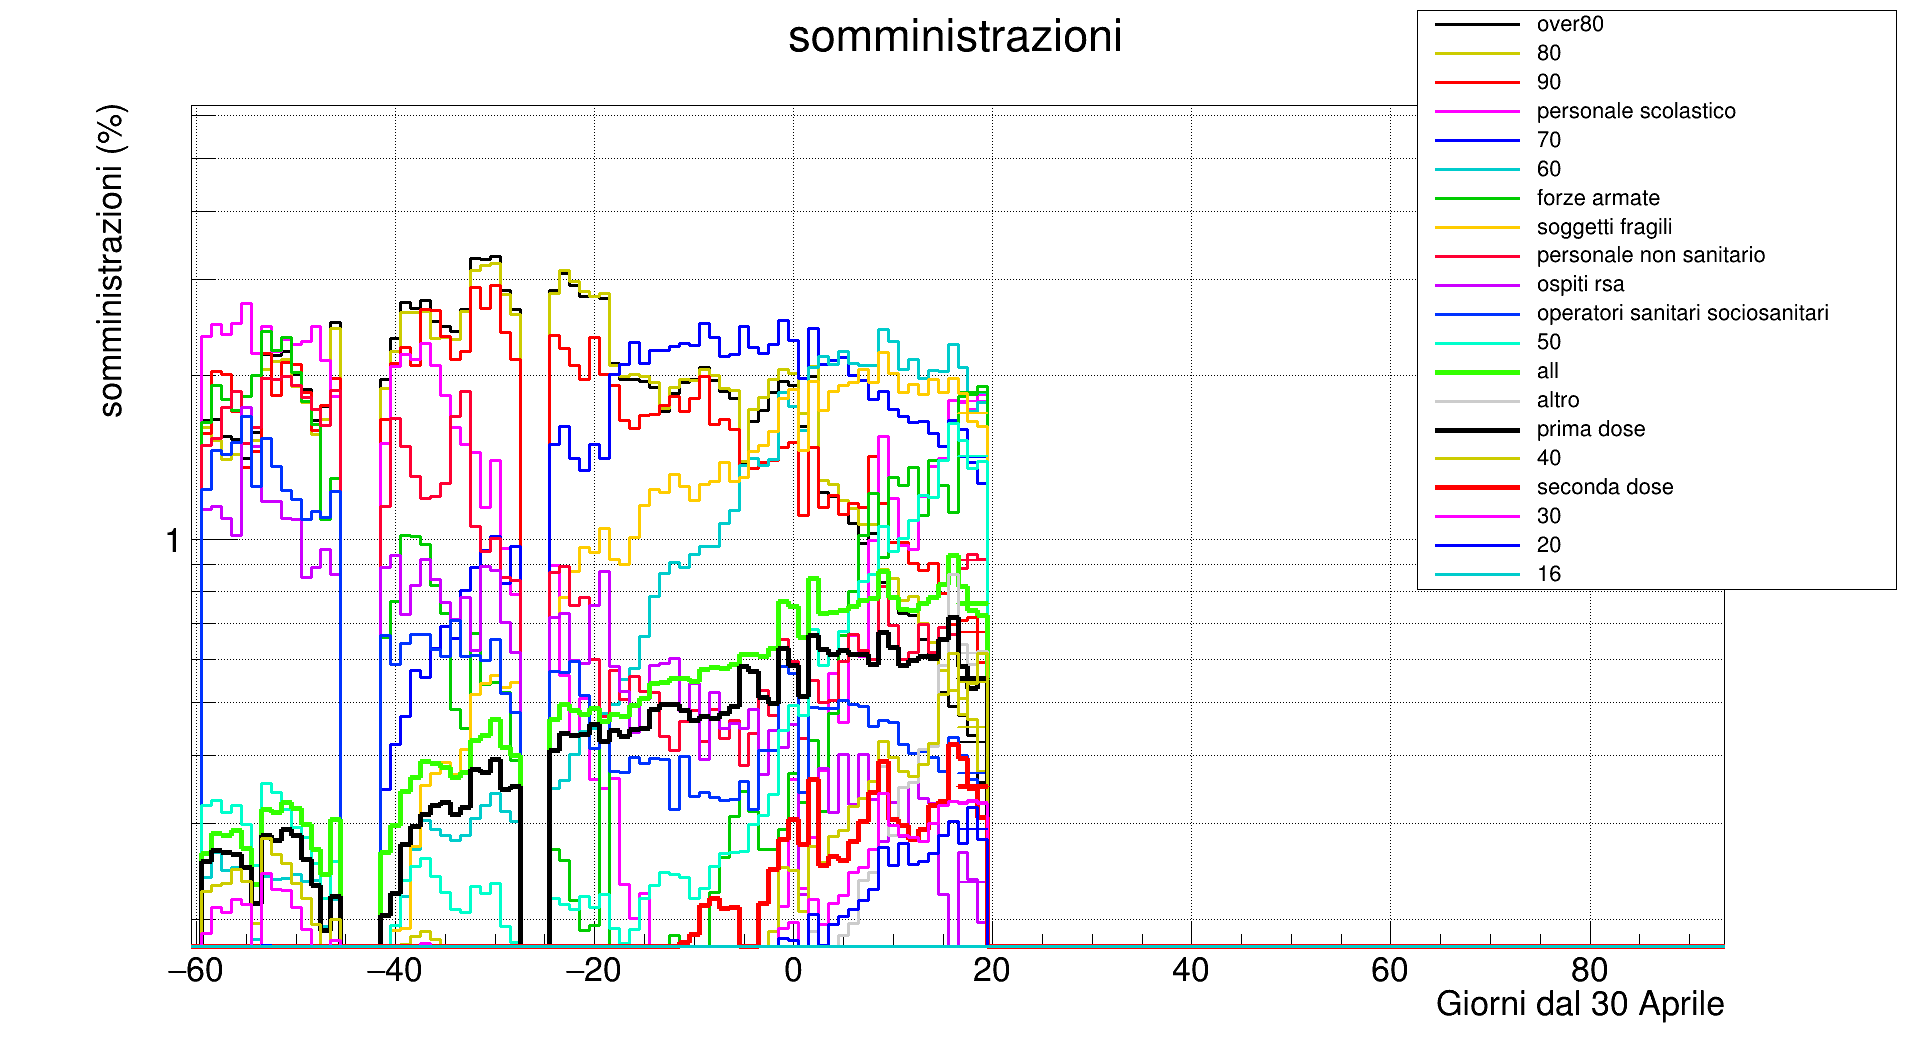 somministrazioni
somministrazioni (%)
1
−60 −40 −20 0 20 40 60 80
Giorni dal 30 Aprile
over80
80
90
personale scolastico
70
60
forze armate
soggetti fragili
personale non sanitario
ospiti rsa
operatori sanitari sociosanitari
50
all
altro
prima dose
40
seconda dose
30
20
16